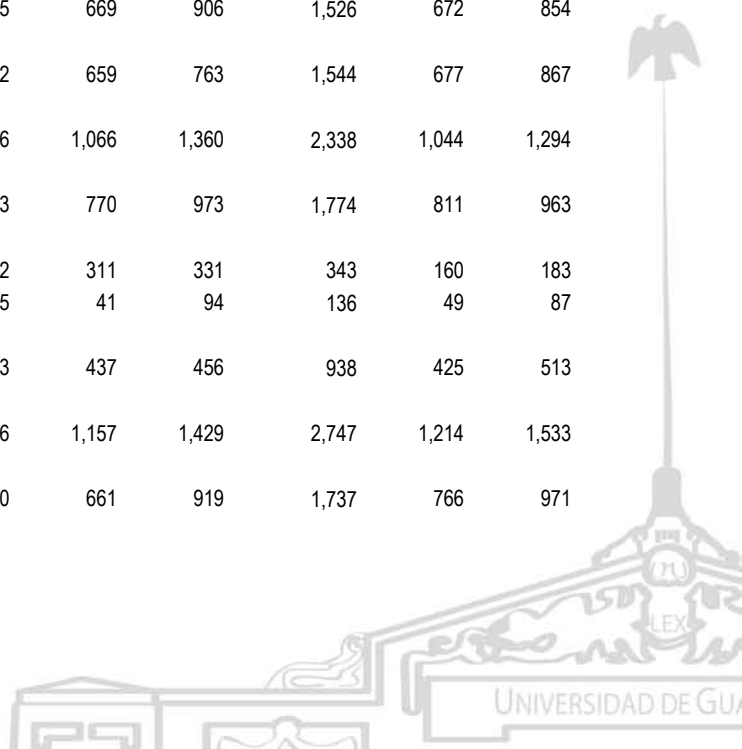 5 669 906 1,526 672 854
2 659 763 1,544 677 867
6 1,066 1,360 2,338 1,044 1,294
3 770 973 1,774 811 963
2 311 331 343 160 183
5 41 94 136 49 87
3 437 456 938 425 513
6 1,157 1,429 2,747 1,214 1,533
0 661 919 1,737 766 971
LEX
UNIVERSIDAD DE GUA